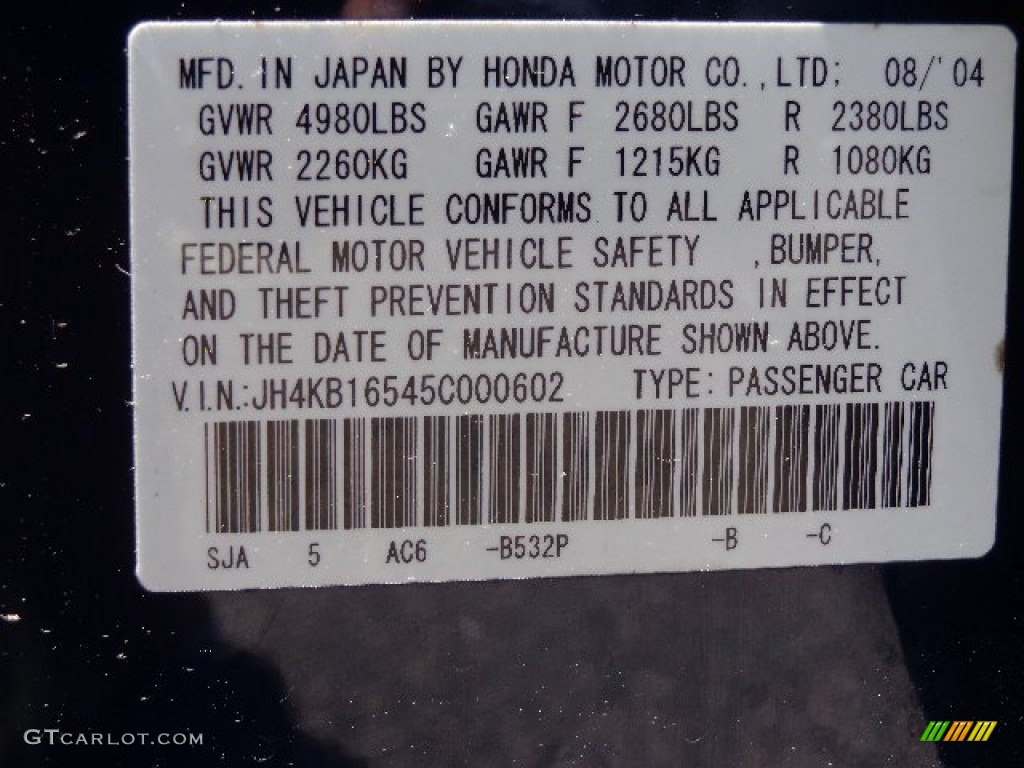 MFD. IN JAPAN BY HONDA MOTOR CO., LTD; 08/'04
GVWR 4980LBS GAWR F 2680LBS R 2380LBS
GVWR 2260KG GAWR F 1215KG R 1080KG
THIS VEHICLE CONFORMS TO ALL APPLICABLE
FEDERAL MOTOR VEHICLE SAFETY , BUMPER,
AND THEFT PREVENTION STANDARDS IN EFFECT
ON THE DATE OF MANUFACTURE SHOWN ABOVE.
V.I.N.:JH4KB16545C000602 TYPE: PASSENGER CAR
SJA 5 AC6 -B532P -B -C
GTCARLOT.COM